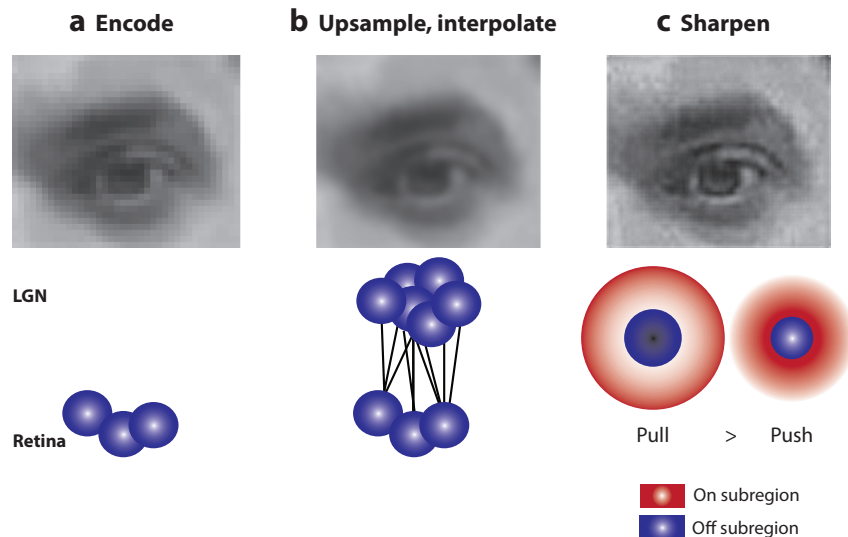 a Encode
b Upsample, interpolate
c Sharpen
LGN
Retina
Pull > Push
On subregion
Off subregion